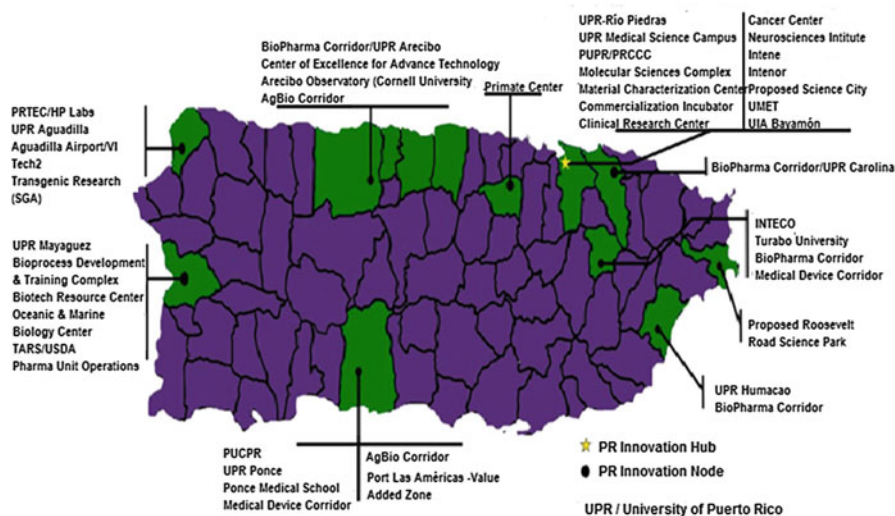 UPR-Río Piedras
UPR Medical Science Campus
PUPR/PRCCC
Molecular Sciences Complex
Material Characterization Center
Commercialization Incubator
Clinical Research Center
Cancer Center
Neurosciences Intitute
Intene
Intenor
Proposed Science City
UMET
UIA Bayamón
BioPharma Corridor/UPR Arecibo
Center of Excellence for Advance Technology
Arecibo Observatory (Cornell University
AgBio Corridor
Primate Center
PRTEC/HP Labs
UPR Aguadilla
Aguadilla Airport/VI
Tech2
Transgenic Research
(SGA)
BioPharma Corridor/UPR Carolina
INTECO
Turabo University
BioPharma Corridor
Medical Device Corridor
UPR Mayaguez
Bioprocess Development
& Training Complex
Biotech Resource Center
Oceanic & Marine
Biology Center
TARS/USDA
Pharma Unit Operations
Proposed Roosevelt
Road Science Park
UPR Humacao
BioPharma Corridor
PUCPR
UPR Ponce
Ponce Medical School
Medical Device Corridor
AgBio Corridor
Port Las Américas -Value
Added Zone
PR Innovation Hub
PR Innovation Node
UPR / University of Puerto Rico